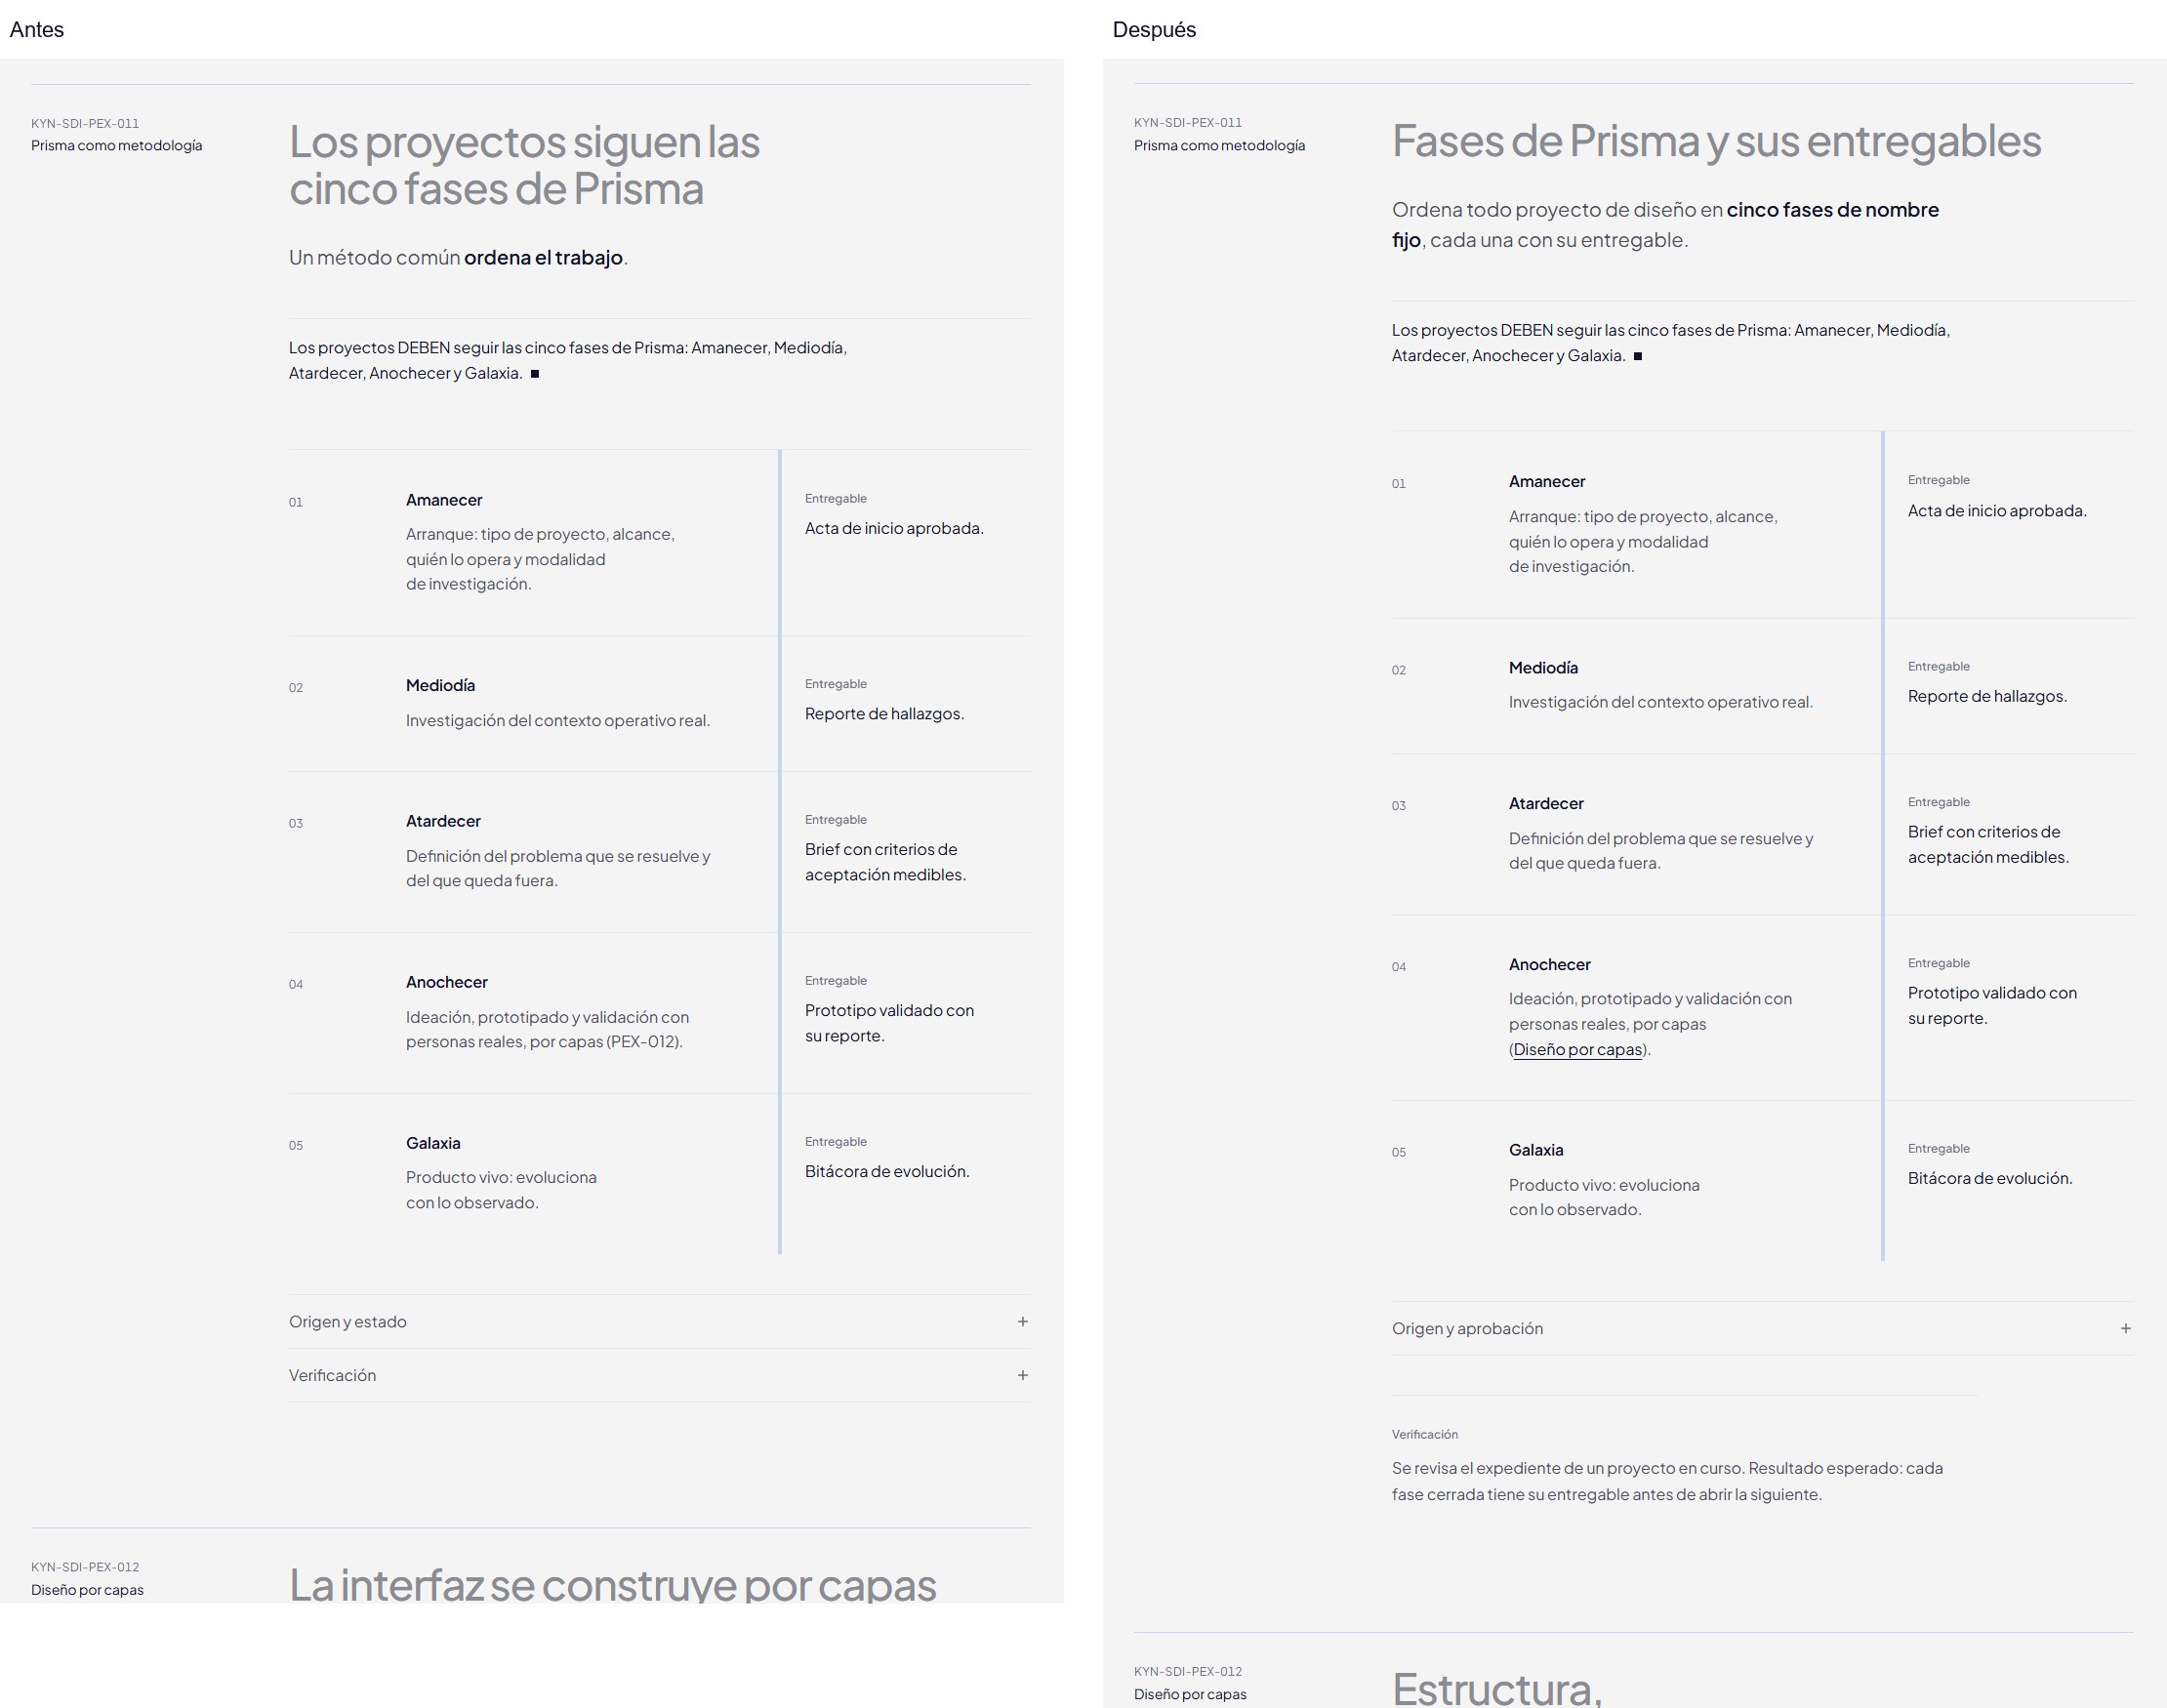 Antes
KYN-SDI-PEX-011
Prisma como metodología
Los proyectos siguen las
cinco fases de Prisma
Un método común ordena el trabajo.
Los proyectos DEBEN seguir las cinco fases de Prisma: Amanecer, Mediodía,
Atardecer, Anochecer y Galaxia. ■
01
Amanecer
Arranque: tipo de proyecto, alcance,
quién lo opera y modalidad
de investigación.
Entregable
Acta de inicio aprobada.
02
Mediodía
Investigación del contexto operativo real.
Entregable
Reporte de hallazgos.
03
Atardecer
Definición del problema que se resuelve y
del que queda fuera.
Entregable
Brief con criterios de
aceptación medibles.
04
Anochecer
Ideación, prototipado y validación con
personas reales, por capas (PEX-012).
Entregable
Prototipo validado con
su reporte.
05
Galaxia
Producto vivo: evoluciona
con lo observado.
Entregable
Bitácora de evolución.
Origen y estado +
Verificación +
KYN-SDI-PEX-012
Diseño por capas
La interfaz se construye por capas
Después
KYN-SDI-PEX-011
Prisma como metodología
Fases de Prisma y sus entregables
Ordena todo proyecto de diseño en cinco fases de nombre
fijo, cada una con su entregable.
Los proyectos DEBEN seguir las cinco fases de Prisma: Amanecer, Mediodía,
Atardecer, Anochecer y Galaxia. ■
01
Amanecer
Arranque: tipo de proyecto, alcance,
quién lo opera y modalidad
de investigación.
Entregable
Acta de inicio aprobada.
02
Mediodía
Investigación del contexto operativo real.
Entregable
Reporte de hallazgos.
03
Atardecer
Definición del problema que se resuelve y
del que queda fuera.
Entregable
Brief con criterios de
aceptación medibles.
04
Anochecer
Ideación, prototipado y validación con
personas reales, por capas
(Diseño por capas).
Entregable
Prototipo validado con
su reporte.
05
Galaxia
Producto vivo: evoluciona
con lo observado.
Entregable
Bitácora de evolución.
Origen y aprobación +
Verificación
Se revisa el expediente de un proyecto en curso. Resultado esperado: cada
fase cerrada tiene su entregable antes de abrir la siguiente.
KYN-SDI-PEX-012
Diseño por capas
Estructura,